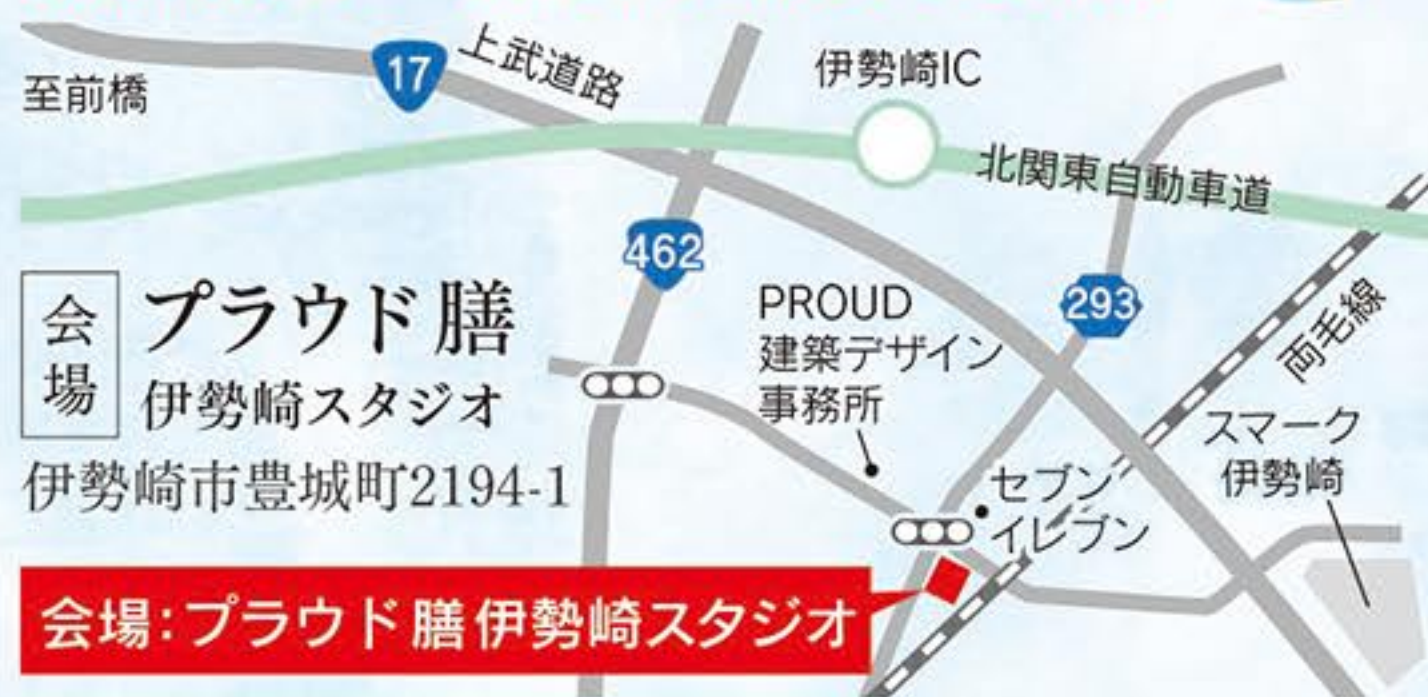 至前橋
17
上武道路
伊勢崎IC
北関東自動車道
462
293
両毛線
会場
プラウド膳
伊勢崎スタジオ
伊勢崎市豊城町2194-1
PROUD
建築デザイン
事務所
セブン
イレブン
スマーク
伊勢崎
会場:プラウド膳 伊勢崎スタジオ